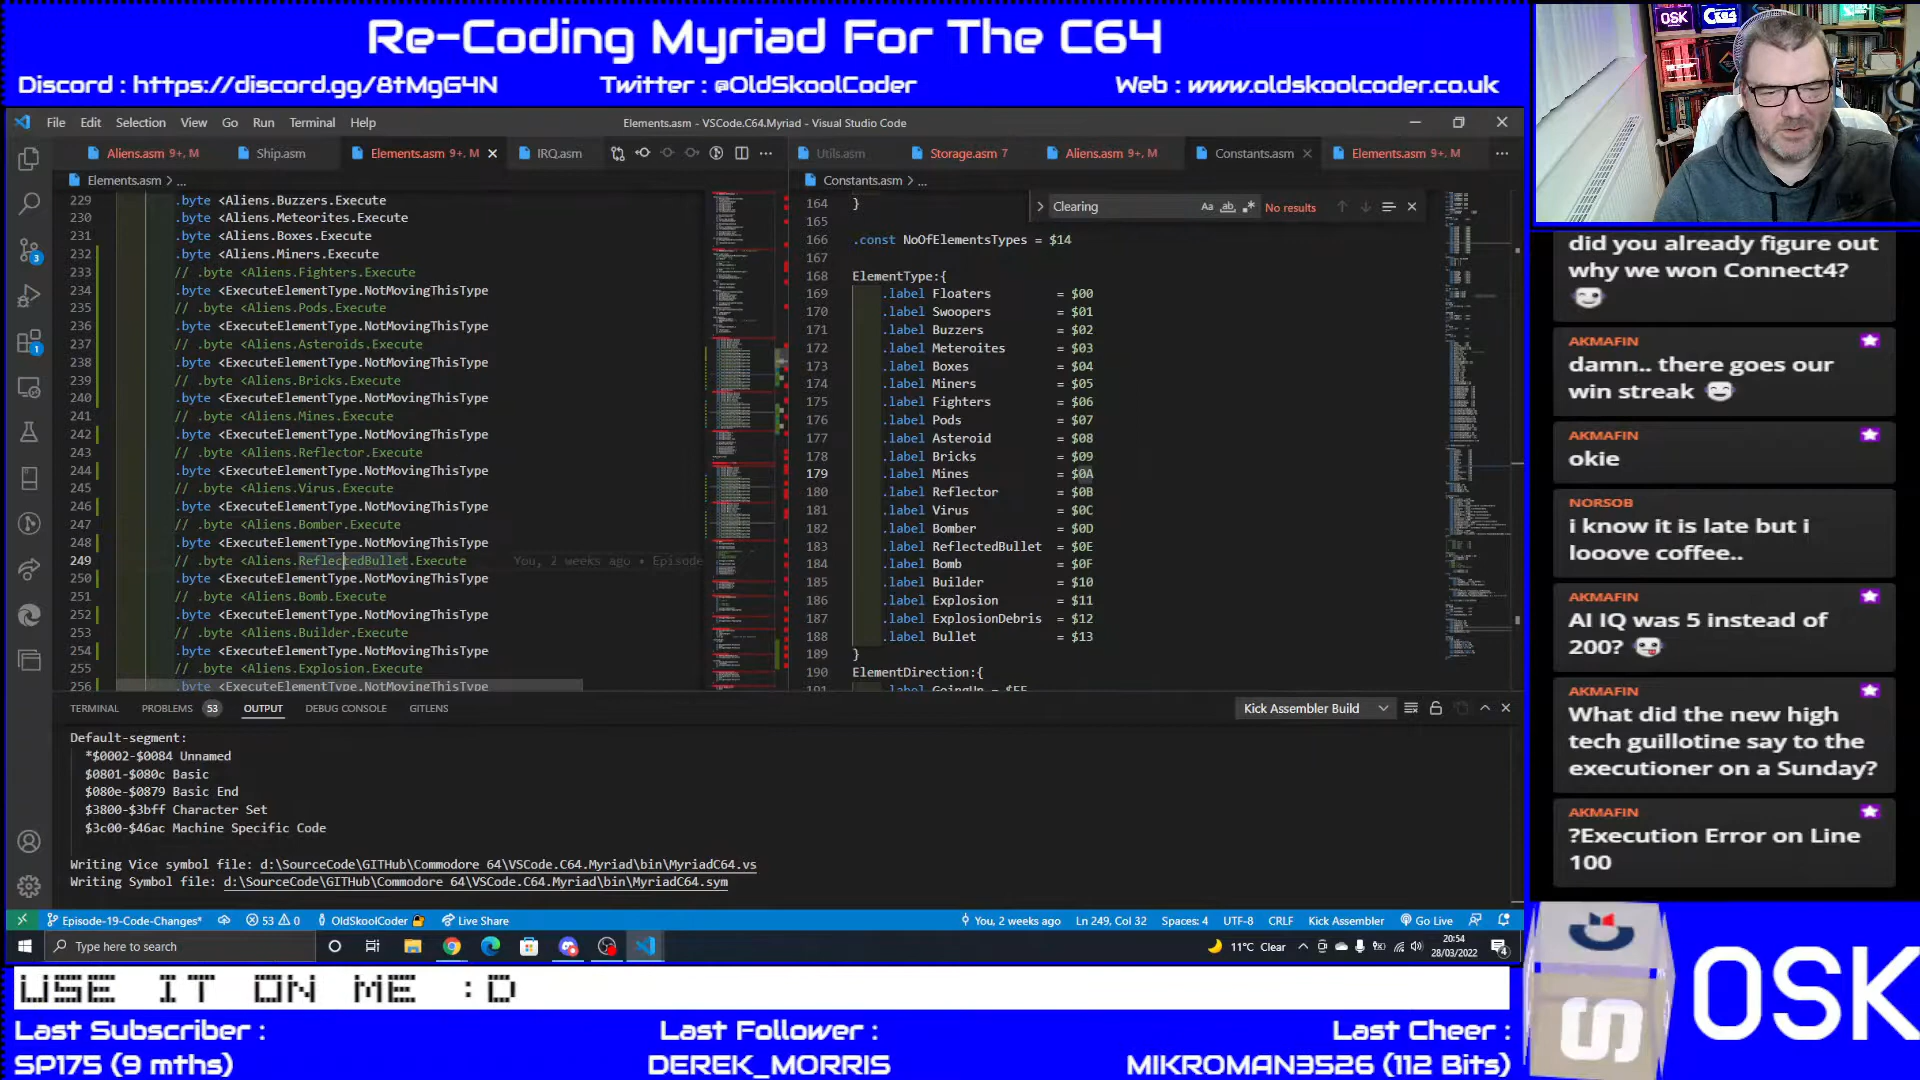 Re-Coding Myriad For The C64
Discord : https://discord.gg/8tMgG4N
Twitter : @OldSkoolCoder
Web : www.oldskoolcoder.co.uk
File Edit Selection View Go Run Terminal Help
Elements.asm - VSCode.C64.Myriad - Visual Studio Code
Aliens.asm 9+, M
Ship.asm
Elements.asm 9+, M
IRQ.asm
Utils.asm
Storage.asm 7
Aliens.asm 9+, M
Constants.asm
Elements.asm 9+, M
Elements.asm > ...
229 .byte <Aliens.Buzzers.Execute
230 .byte <Aliens.Meteorites.Execute
231 .byte <Aliens.Boxes.Execute
232 .byte <Aliens.Miners.Execute
233 // .byte <Aliens.Fighters.Execute
234 .byte <ExecuteElementType.NotMovingThisType
235 // .byte <Aliens.Pods.Execute
236 .byte <ExecuteElementType.NotMovingThisType
237 // .byte <Aliens.Asteroids.Execute
238 .byte <ExecuteElementType.NotMovingThisType
239 // .byte <Aliens.Bricks.Execute
240 .byte <ExecuteElementType.NotMovingThisType
241 // .byte <Aliens.Mines.Execute
242 .byte <ExecuteElementType.NotMovingThisType
243 // .byte <Aliens.Reflector.Execute
244 .byte <ExecuteElementType.NotMovingThisType
245 // .byte <Aliens.Virus.Execute
246 .byte <ExecuteElementType.NotMovingThisType
247 // .byte <Aliens.Bomber.Execute
248 .byte <ExecuteElementType.NotMovingThisType
249 // .byte <Aliens.ReflectedBullet.Execute You, 2 weeks ago • Episode
250 .byte <ExecuteElementType.NotMovingThisType
251 // .byte <Aliens.Bomb.Execute
252 .byte <ExecuteElementType.NotMovingThisType
253 // .byte <Aliens.Builder.Execute
254 .byte <ExecuteElementType.NotMovingThisType
255 // .byte <Aliens.Explosion.Execute
256 .byte <ExecuteElementType.NotMovingThisType
Constants.asm > ...
Clearing
Aa ab .*
No results
164 }
165
166 .const NoOfElementsTypes = $14
167
168 ElementType:{
169 .label Floaters = $00
170 .label Swoopers = $01
171 .label Buzzers = $02
172 .label Meteroites = $03
173 .label Boxes = $04
174 .label Miners = $05
175 .label Fighters = $06
176 .label Pods = $07
177 .label Asteroid = $08
178 .label Bricks = $09
179 .label Mines = $0A
180 .label Reflector = $0B
181 .label Virus = $0C
182 .label Bomber = $0D
183 .label ReflectedBullet = $0E
184 .label Bomb = $0F
185 .label Builder = $10
186 .label Explosion = $11
187 .label ExplosionDebris = $12
188 .label Bullet = $13
189 }
190 ElementDirection:{
191 .label GoingUp = $FF
TERMINAL PROBLEMS 53 OUTPUT DEBUG CONSOLE GITLENS
Kick Assembler Build
Default-segment:
*$0002-$0084 Unnamed
$0801-$080c Basic
$080e-$0879 Basic End
$3800-$3bff Character Set
$3c00-$46ac Machine Specific Code
Writing Vice symbol file: d:\SourceCode\GITHub\Commodore 64\VSCode.C64.Myriad\bin\MyriadC64.vs
Writing Symbol file: d:\SourceCode\GITHub\Commodore 64\VSCode.C64.Myriad\bin\MyriadC64.sym
Episode-19-Code-Changes* 53 0 OldSkoolCoder Live Share
You, 2 weeks ago Ln 249, Col 32 Spaces: 4 UTF-8 CRLF Kick Assembler Go Live
Type here to search
11°C Clear
20:54
28/03/2022
4
3
1
OSK C64
did you already figure out
why we won Connect4?
AKMAFIN
damn.. there goes our
win streak
AKMAFIN
okie
NORSOB
i know it is late but i
looove coffee..
AKMAFIN
AI IQ was 5 instead of
200?
AKMAFIN
What did the new high
tech guillotine say to the
executioner on a Sunday?
AKMAFIN
?Execution Error on Line
100
USE IT ON ME :D
Last Subscriber :
SP175 (9 mths)
Last Follower :
DEREK_MORRIS
Last Cheer :
MIKROMAN3526 (112 Bits)
S
OSK